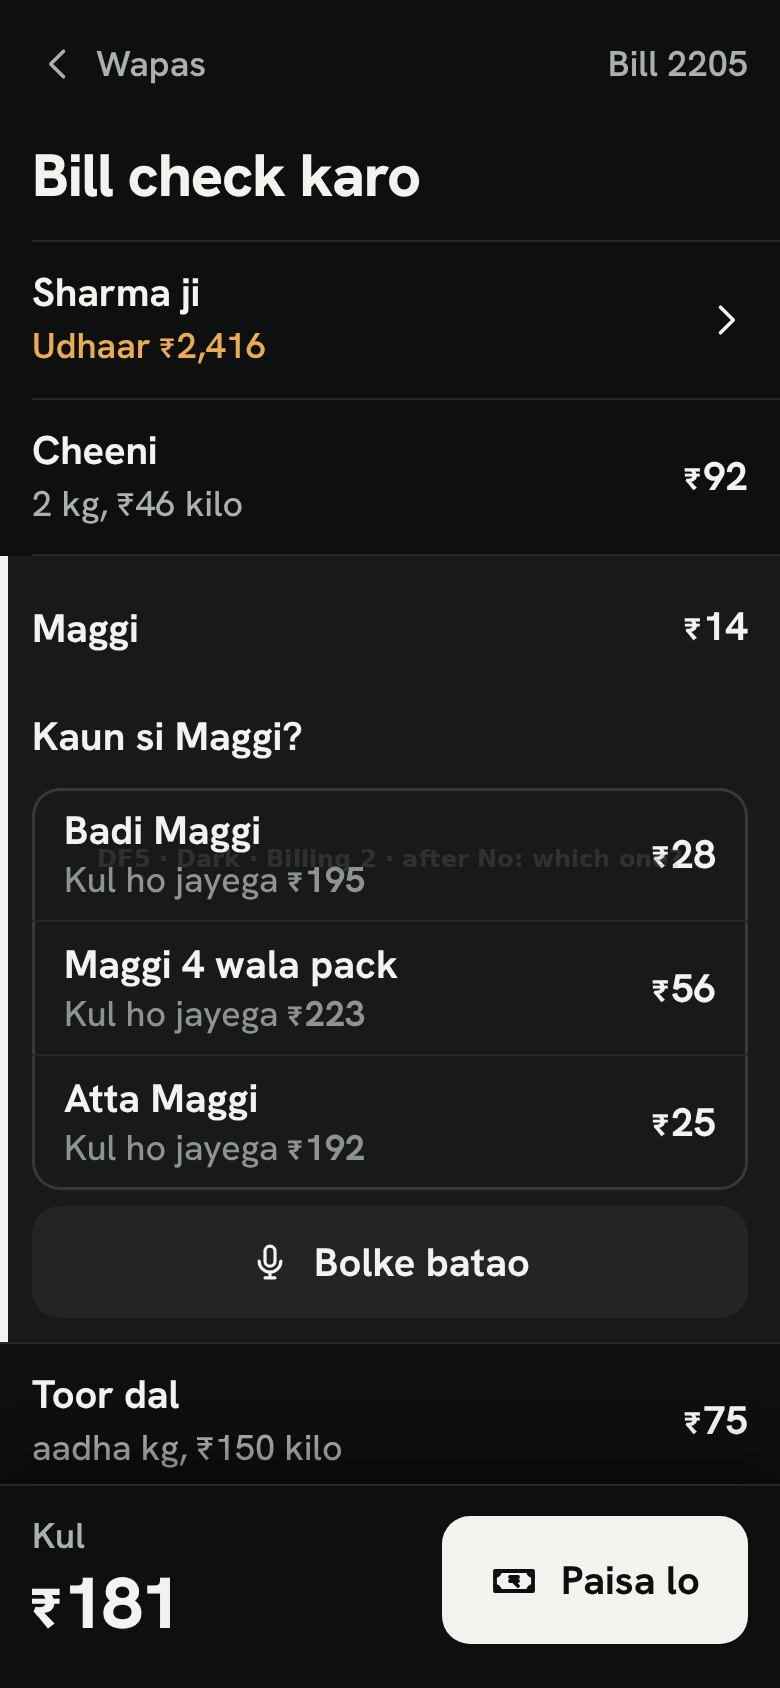 Wapas
Bill 2205
Bill check karo
Sharma ji
Udhaar ₹2,416
Cheeni
₹92
2 kg, ₹46 kilo
Maggi
₹14
Kaun si Maggi?
Badi Maggi
₹28
DF5 · Dark · Billing 2 · after No: which one?
Kul ho jayega ₹195
Maggi 4 wala pack
₹56
Kul ho jayega ₹223
Atta Maggi
₹25
Kul ho jayega ₹192
Bolke batao
Toor dal
₹75
aadha kg, ₹150 kilo
Kul
₹181
Paisa lo